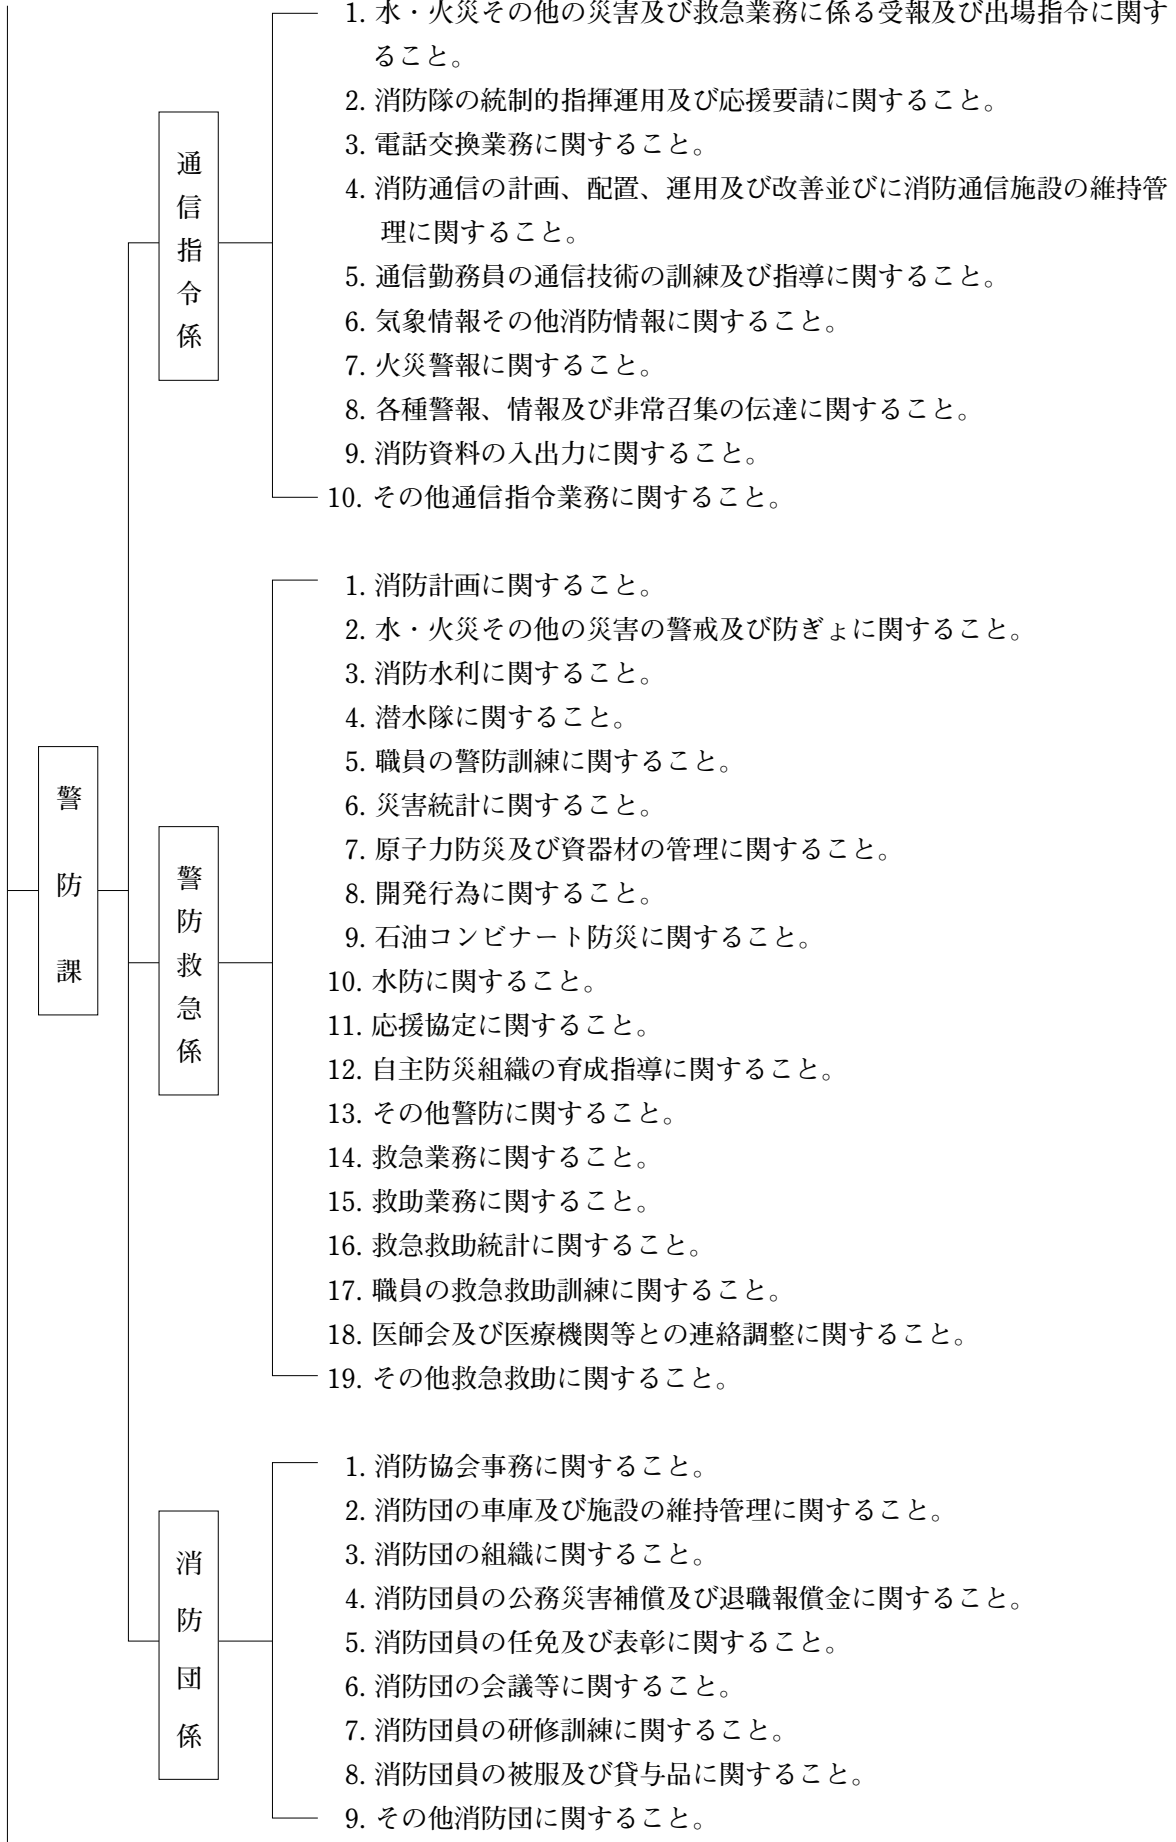 警防課
通信指令係
1. 水・火災その他の災害及び救急業務に係る受報及び出場指令に関す
ること。
2. 消防隊の統制的指揮運用及び応援要請に関すること。
3. 電話交換業務に関すること。
4. 消防通信の計画、配置、運用及び改善並びに消防通信施設の維持管
理に関すること。
5. 通信勤務員の通信技術の訓練及び指導に関すること。
6. 気象情報その他消防情報に関すること。
7. 火災警報に関すること。
8. 各種警報、情報及び非常召集の伝達に関すること。
9. 消防資料の入出力に関すること。
10. その他通信指令業務に関すること。
警防救急係
1. 消防計画に関すること。
2. 水・火災その他の災害の警戒及び防ぎょに関すること。
3. 消防水利に関すること。
4. 潜水隊に関すること。
5. 職員の警防訓練に関すること。
6. 災害統計に関すること。
7. 原子力防災及び資器材の管理に関すること。
8. 開発行為に関すること。
9. 石油コンビナート防災に関すること。
10. 水防に関すること。
11. 応援協定に関すること。
12. 自主防災組織の育成指導に関すること。
13. その他警防に関すること。
14. 救急業務に関すること。
15. 救助業務に関すること。
16. 救急救助統計に関すること。
17. 職員の救急救助訓練に関すること。
18. 医師会及び医療機関等との連絡調整に関すること。
19. その他救急救助に関すること。
消防団係
1. 消防協会事務に関すること。
2. 消防団の車庫及び施設の維持管理に関すること。
3. 消防団の組織に関すること。
4. 消防団員の公務災害補償及び退職報償金に関すること。
5. 消防団員の任免及び表彰に関すること。
6. 消防団の会議等に関すること。
7. 消防団員の研修訓練に関すること。
8. 消防団員の被服及び貸与品に関すること。
9. その他消防団に関すること。